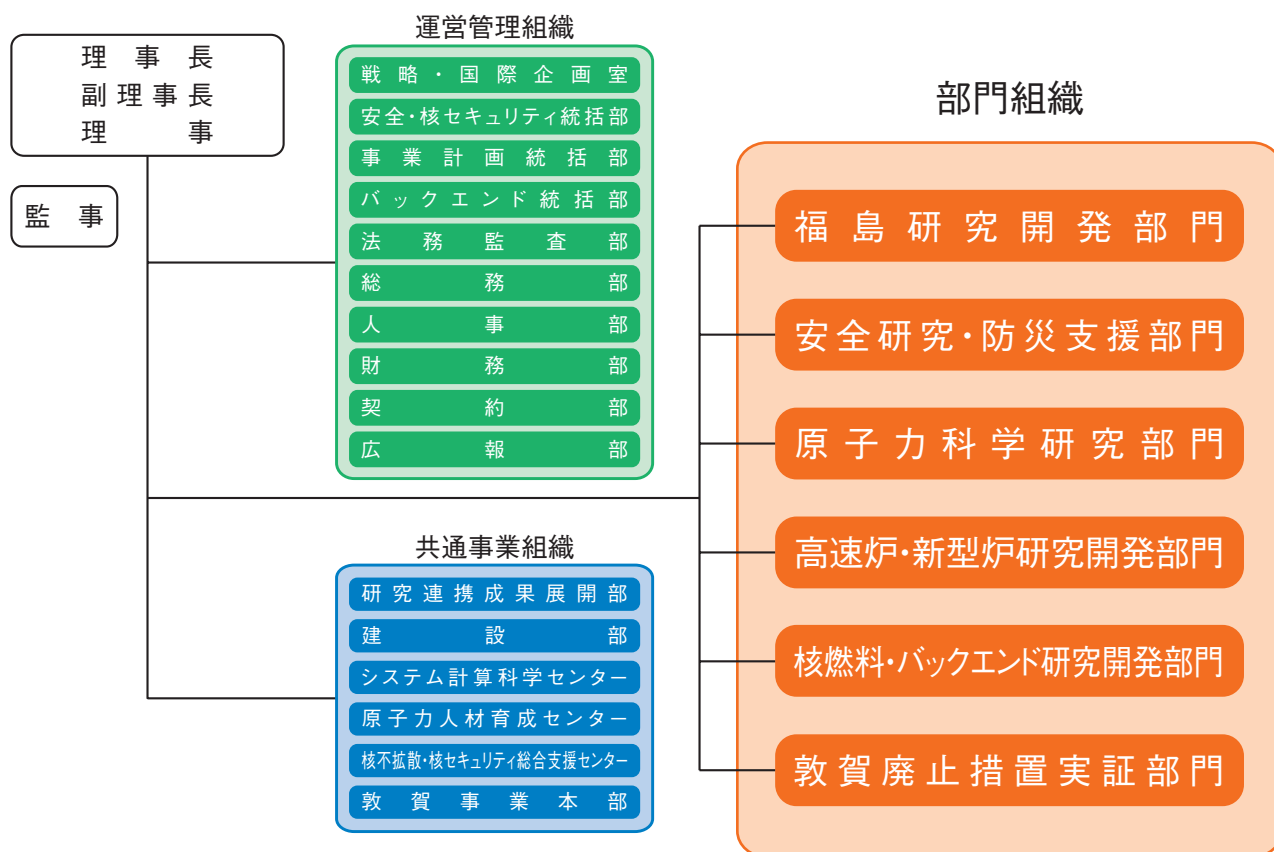 理事長
副理事長
理事
監事
運営管理組織
戦略・国際企画室
安全・核セキュリティ統括部
事業計画統括部
バックエンド統括部
法務監査部
総務部
人事部
財務部
契約部
広報部
共通事業組織
研究連携成果展開部
建設部
システム計算科学センター
原子力人材育成センター
核不拡散・核セキュリティ総合支援センター
敦賀事業本部
部門組織
福島研究開発部門
安全研究・防災支援部門
原子力科学研究部門
高速炉・新型炉研究開発部門
核燃料・バックエンド研究開発部門
敦賀廃止措置実証部門